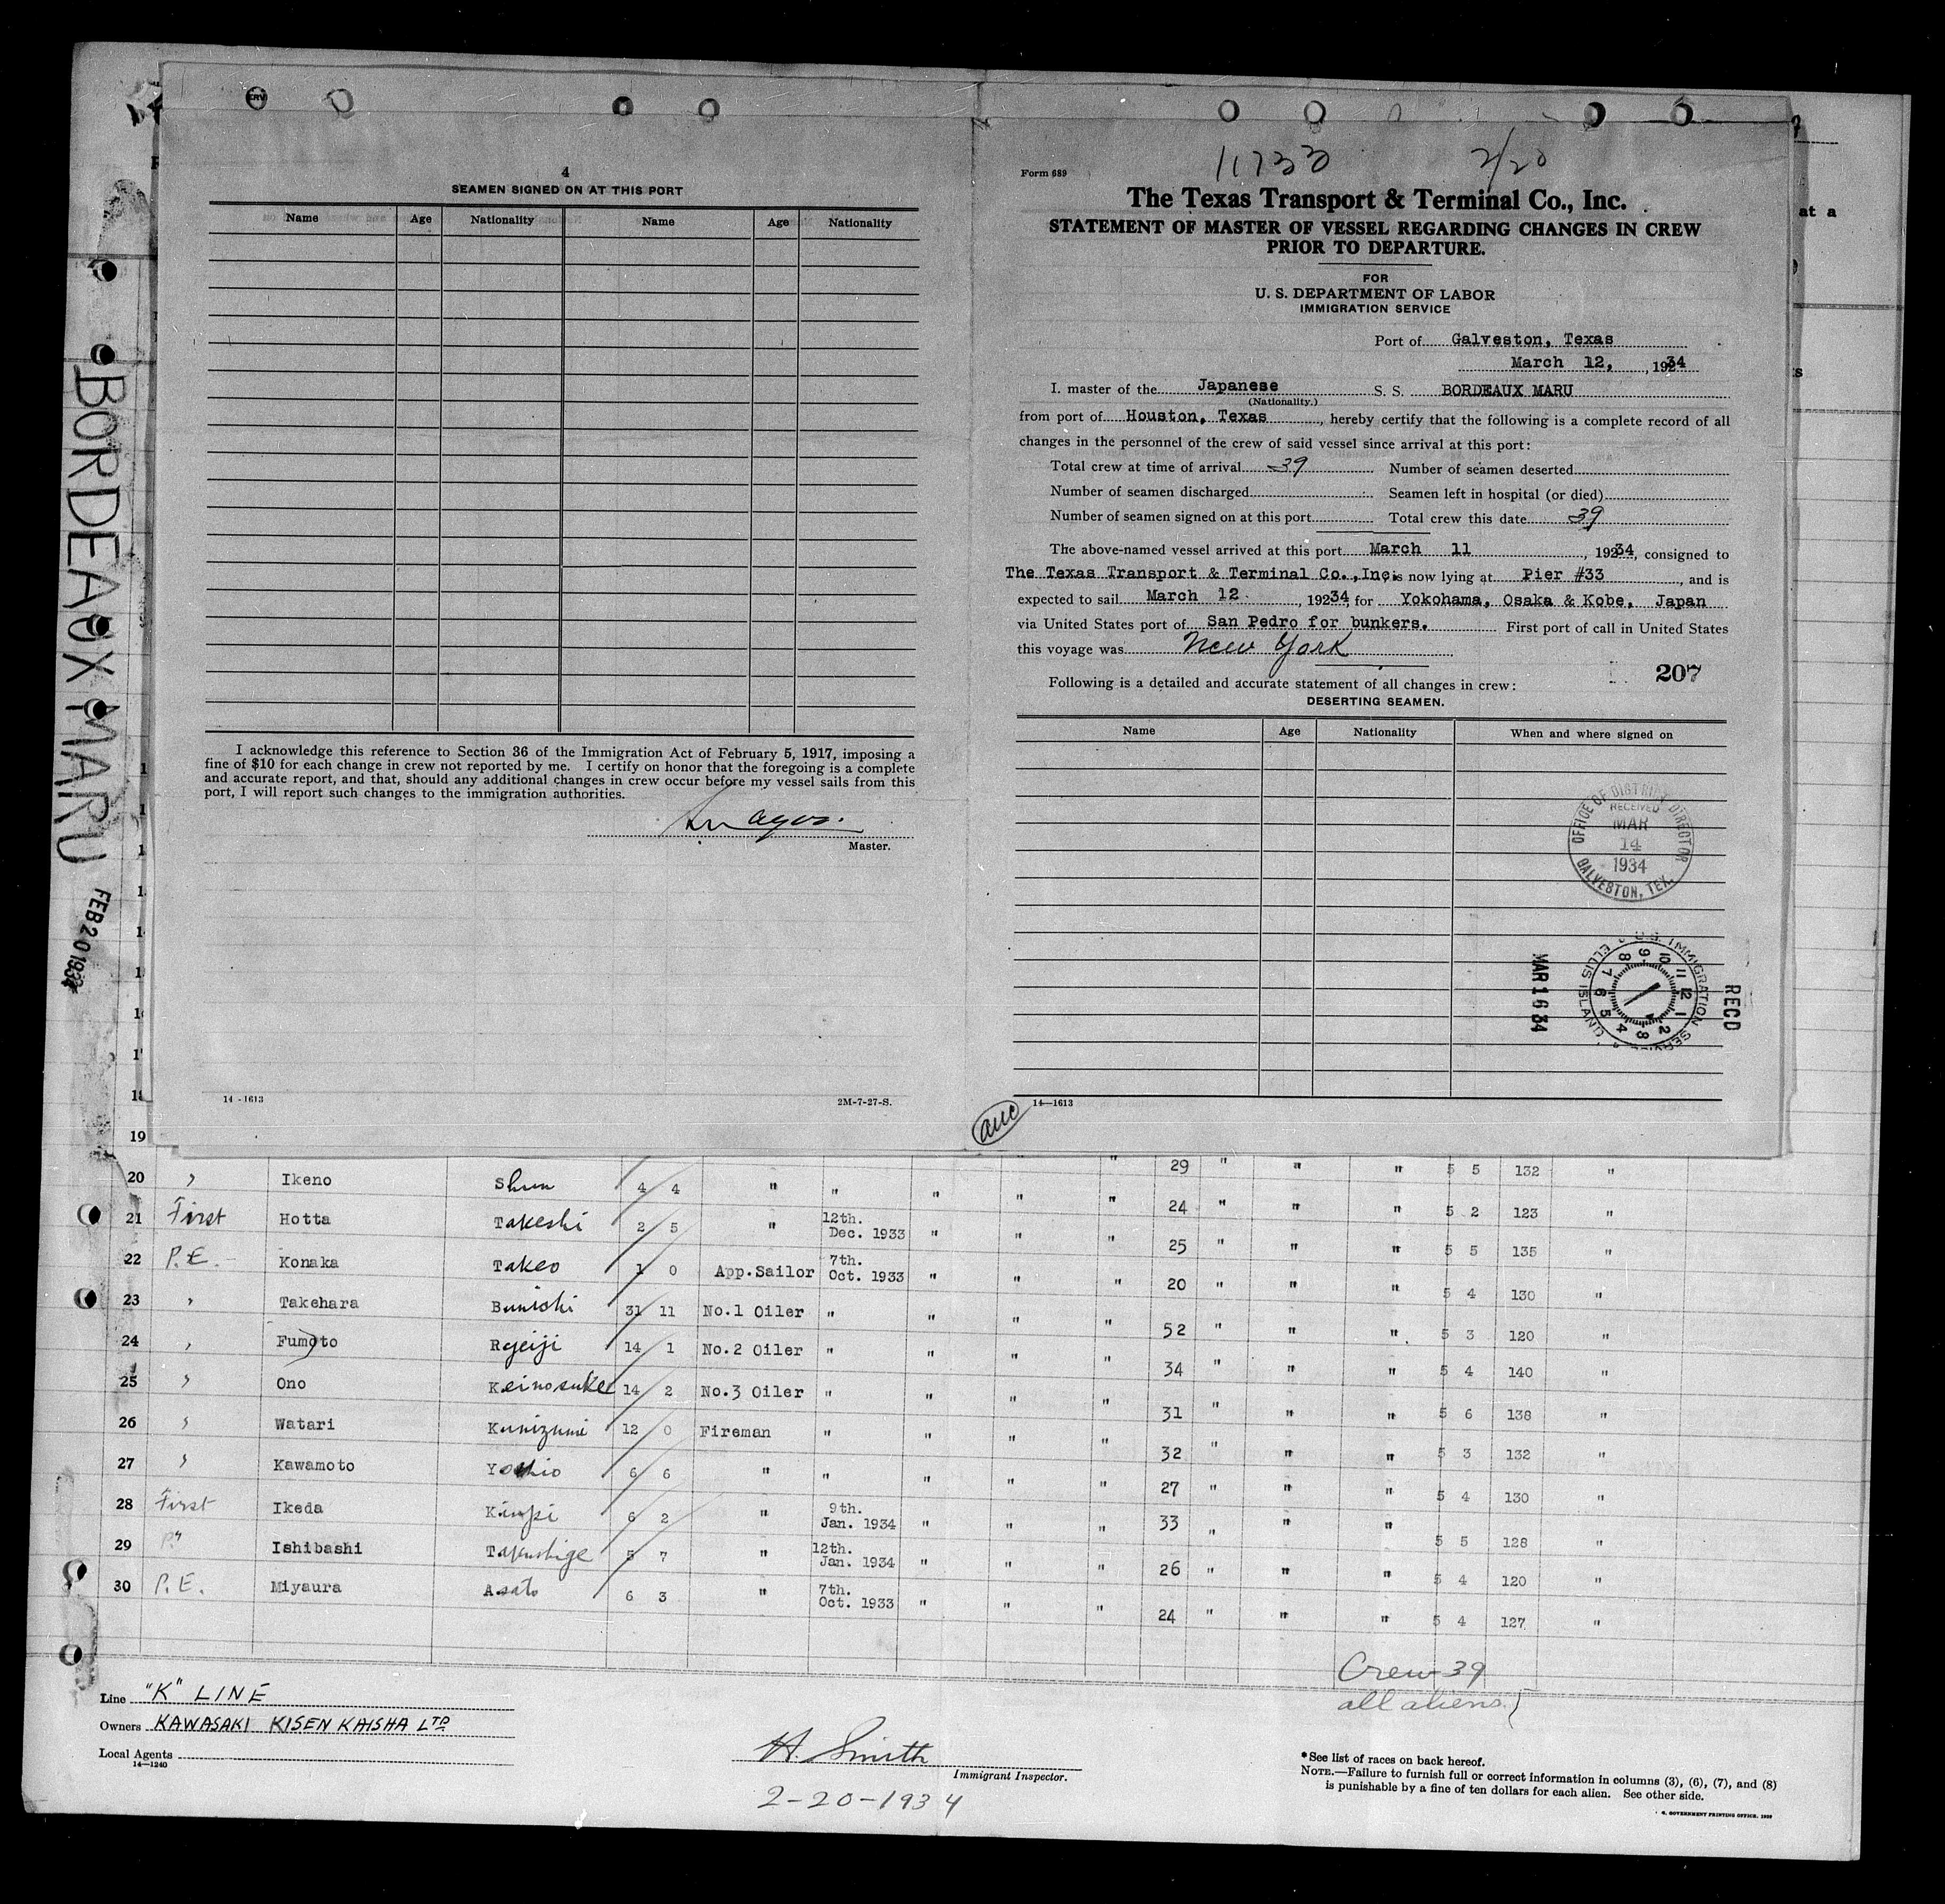 4
SEAMEN SIGNED ON AT THIS PORT
Name Age Nationality Name Age Nationality
I acknowledge this reference to Section 36 of the Immigration Act of February 5, 1917, imposing a
fine of $10 for each change in crew not reported by me. I certify on honor that the foregoing is a complete
and accurate report, and that, should any additional changes in crew occur before my vessel sails from this
port, I will report such changes to the immigration authorities.
Master.
14-1613 2M-7-27-S.
11733 2/20
Form 689
The Texas Transport & Terminal Co., Inc.
STATEMENT OF MASTER OF VESSEL REGARDING CHANGES IN CREW
PRIOR TO DEPARTURE.
FOR
U. S. DEPARTMENT OF LABOR
IMMIGRATION SERVICE
Port of Galveston, Texas
March 12, , 19234
I. master of the Japanese S. S. BORDEAUX MARU
(Nationality.)
from port of Houston, Texas, hereby certify that the following is a complete record of all
changes in the personnel of the crew of said vessel since arrival at this port:
Total crew at time of arrival 39 Number of seamen deserted
Number of seamen discharged Seamen left in hospital (or died)
Number of seamen signed on at this port Total crew this date 39
The above-named vessel arrived at this port March 11, 19234, consigned to
The Texas Transport & Terminal Co., Inc. is now lying at Pier #33, and is
expected to sail March 12, 19234, for Yokohama, Osaka & Kobe, Japan
via United States port of San Pedro for bunkers. First port of call in United States
this voyage was New York
207
Following is a detailed and accurate statement of all changes in crew:
DESERTING SEAMEN.
Name Age Nationality When and where signed on
OFFICE OF DISTRICT DIRECTOR
RECEIVED
MAR
14
1934
GALVESTON, TEX.
RECD
U.S. IMMIGRATION SERVICE
ELLIS ISLAND
MAR 16 34
14—1613
at a
BORDEAUX MARU
FEB 20 1934
19
20 " Ikeno Shun 4 4 " " " " " 29 " " " 5 5 132 "
21 First Hotta Takeshi 2 5 " 12th. Dec. 1933 " " " 24 " " " 5 2 123 "
22 P.E. Konaka Takeo 1 0 App.Sailor 7th. Oct. 1933 " " " 25 " " " 5 5 135 "
23 " Takehara Bunichi 31 11 No.1 Oiler " " " " 20 " " " 5 4 130 "
24 " Fumoto Ryeiji 14 1 No.2 Oiler " " " " 52 " " " 5 3 120 "
25 " Ono Keinosuke 14 2 No.3 Oiler " " " " 34 " " " 5 4 140 "
26 " Watari Kunizumi 12 0 Fireman " " " " 31 " " " 5 6 138 "
27 " Kawamoto Yoshio 6 6 " " " " " 32 " " " 5 3 132 "
28 First Ikeda Kinpei 6 2 " 9th. Jan. 1934 " " " 27 " " " 5 4 130 "
29 Ishibashi Takushige 5 7 " 12th. Jan. 1934 " " " 33 " " " 5 5 128 "
30 P.E. Miyaura Asato 6 3 " 7th. Oct. 1933 " " " 26 " " " 5 4 120 "
24 " " " 5 4 127 "
Crew 39
all aliens
Line "K" LINE
Owners KAWASAKI KISEN KAISHA LTD
Local Agents
14—1240
H. Smith
Immigrant Inspector.
2-20-1934
*See list of races on back hereof.
NOTE.—Failure to furnish full or correct information in columns (3), (6), (7), and (8)
is punishable by a fine of ten dollars for each alien. See other side.
GOVERNMENT PRINTING OFFICE